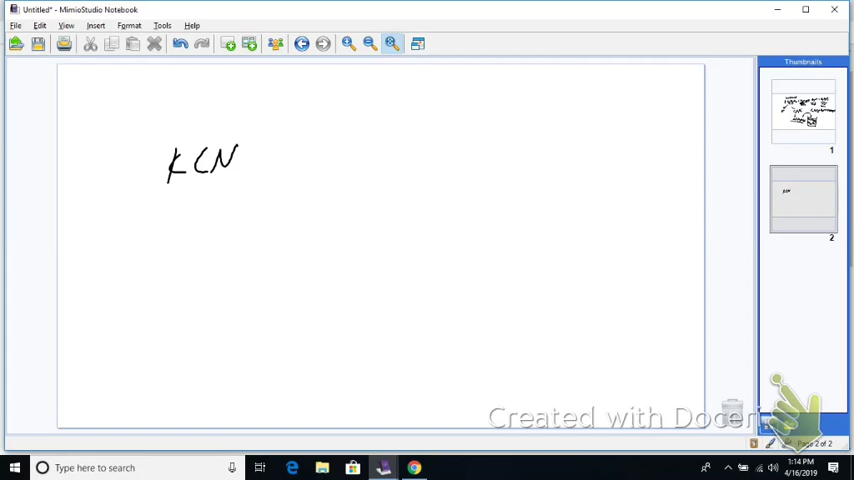 Untitled* - MimioStudio Notebook
File Edit View Insert Format Tools Help
Thumbnails
KCN
1
KCN
2
Created with Doceri
Page 2 of 2
Type here to search
1:14 PM
4/16/2019